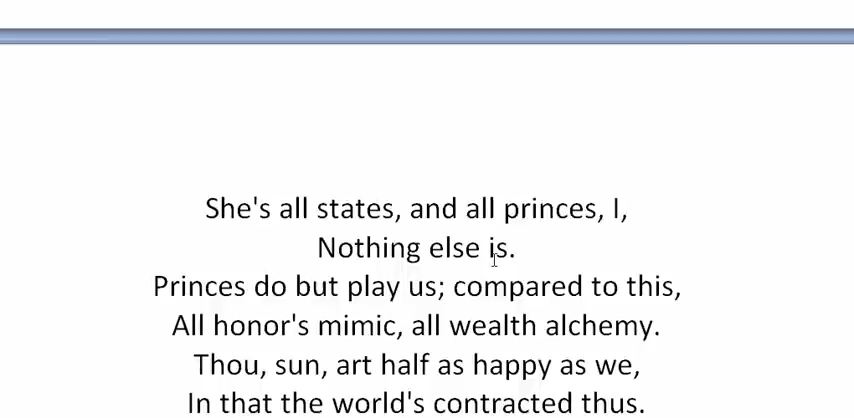 She's all states, and all princes, I,
Nothing else is.
Princes do but play us; compared to this,
All honor's mimic, all wealth alchemy.
Thou, sun, art half as happy as we,
In that the world's contracted thus.